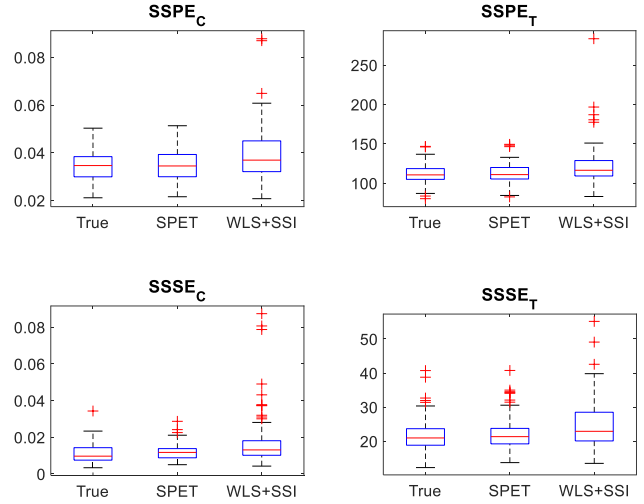 SSPE_C
0.08
0.06
0.04
0.02
True SPET WLS+SSI
SSPE_T
250
200
150
100
True SPET WLS+SSI
SSSE_C
0.08
0.06
0.04
0.02
0
True SPET WLS+SSI
SSSE_T
50
40
30
20
True SPET WLS+SSI